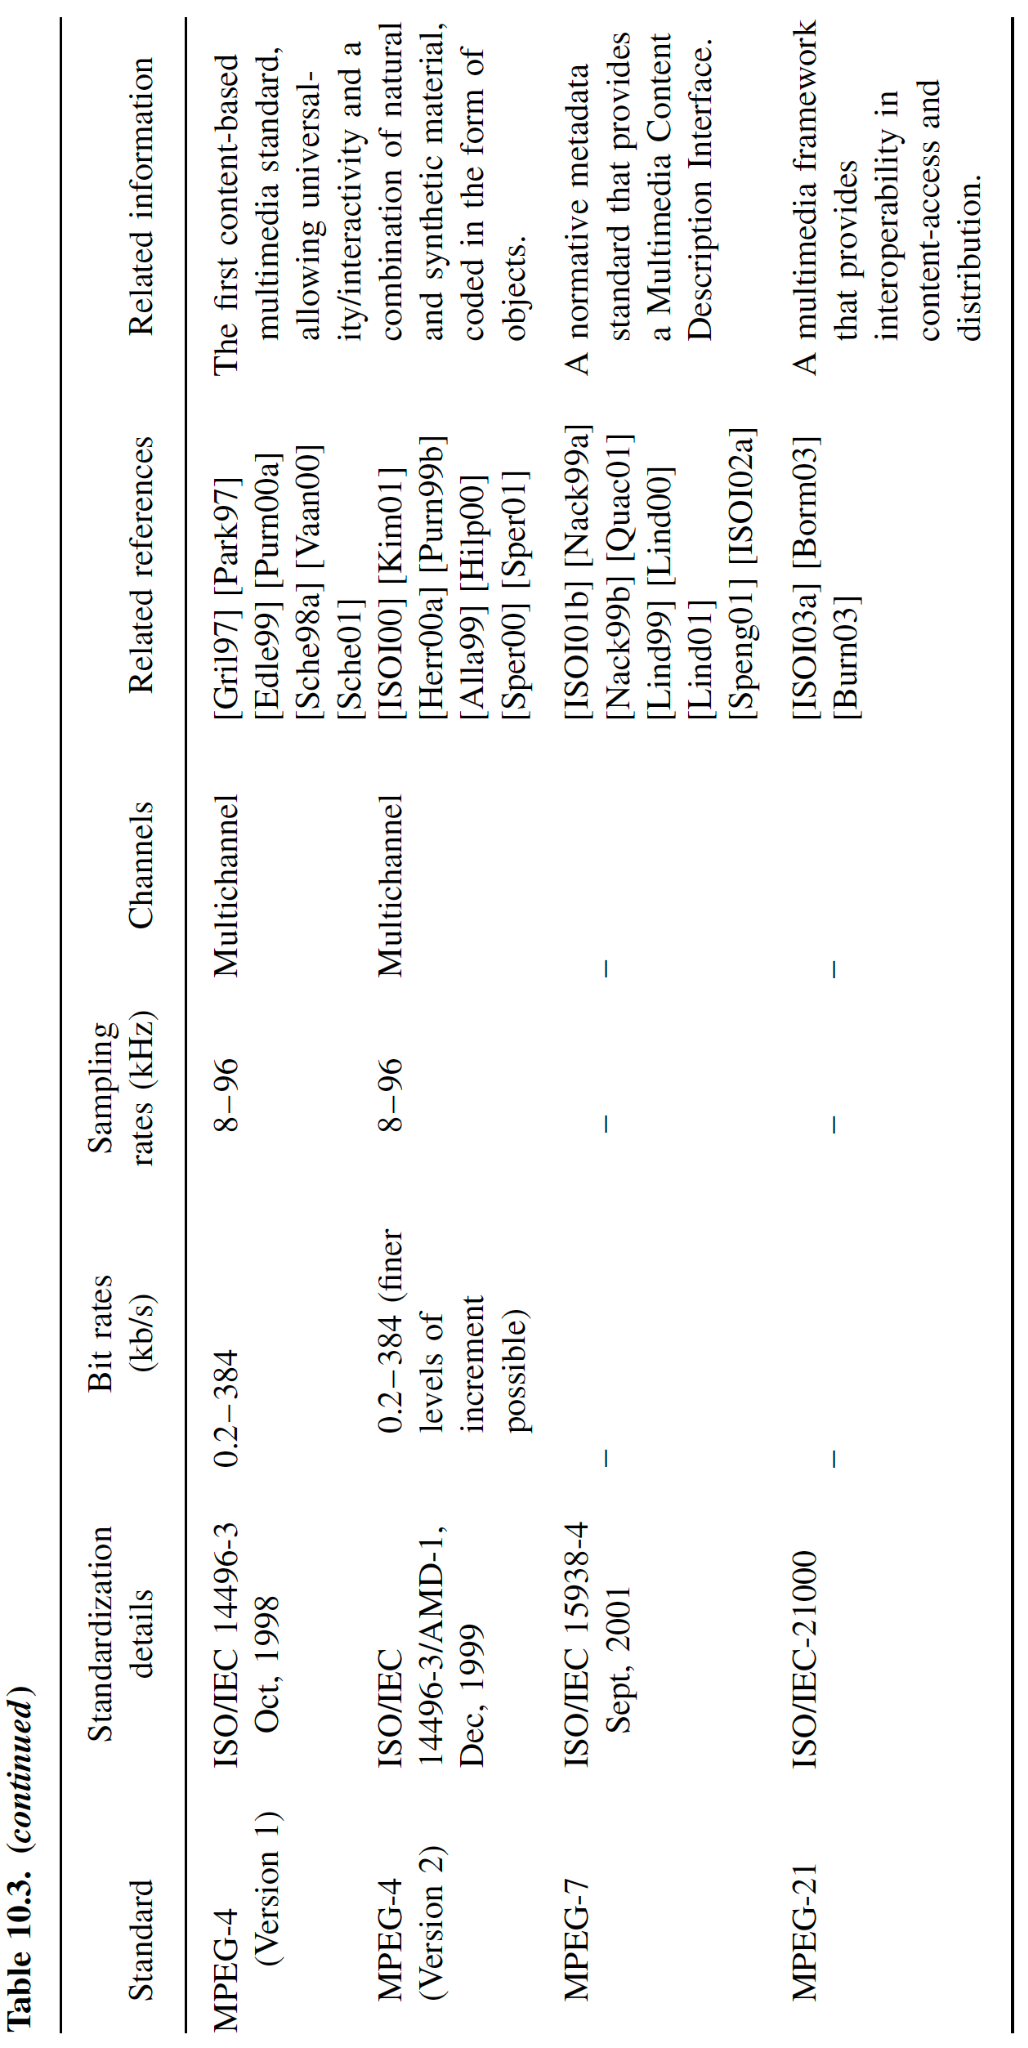 Table 10.3. (continued)
Standard
Standardization
details
Bit rates
(kb/s)
Sampling
rates (kHz)
Channels
Related references
Related information
MPEG-4
(Version 1)
ISO/IEC 14496-3
Oct, 1998
0.2–384
8–96
Multichannel
[Gril97] [Park97]
[Edle99] [Purn00a]
[Sche98a] [Vaan00]
[Sche01]
The first content-based
multimedia standard,
allowing universal-
ity/interactivity and a
combination of natural
and synthetic material,
coded in the form of
objects.
MPEG-4
(Version 2)
ISO/IEC
14496-3/AMD-1,
Dec, 1999
0.2–384 (finer
levels of
increment
possible)
8–96
Multichannel
[ISOI00] [Kim01]
[Herr00a] [Purn99b]
[Alla99] [Hilp00]
[Sper00] [Sper01]
MPEG-7
ISO/IEC 15938-4
Sept, 2001
–
–
–
[ISOI01b] [Nack99a]
[Nack99b] [Quac01]
[Lind99] [Lind00]
[Lind01]
[Speng01] [ISOI02a]
A normative metadata
standard that provides
a Multimedia Content
Description Interface.
MPEG-21
ISO/IEC-21000
–
–
–
[ISOI03a] [Borm03]
[Burn03]
A multimedia framework
that provides
interoperability in
content-access and
distribution.